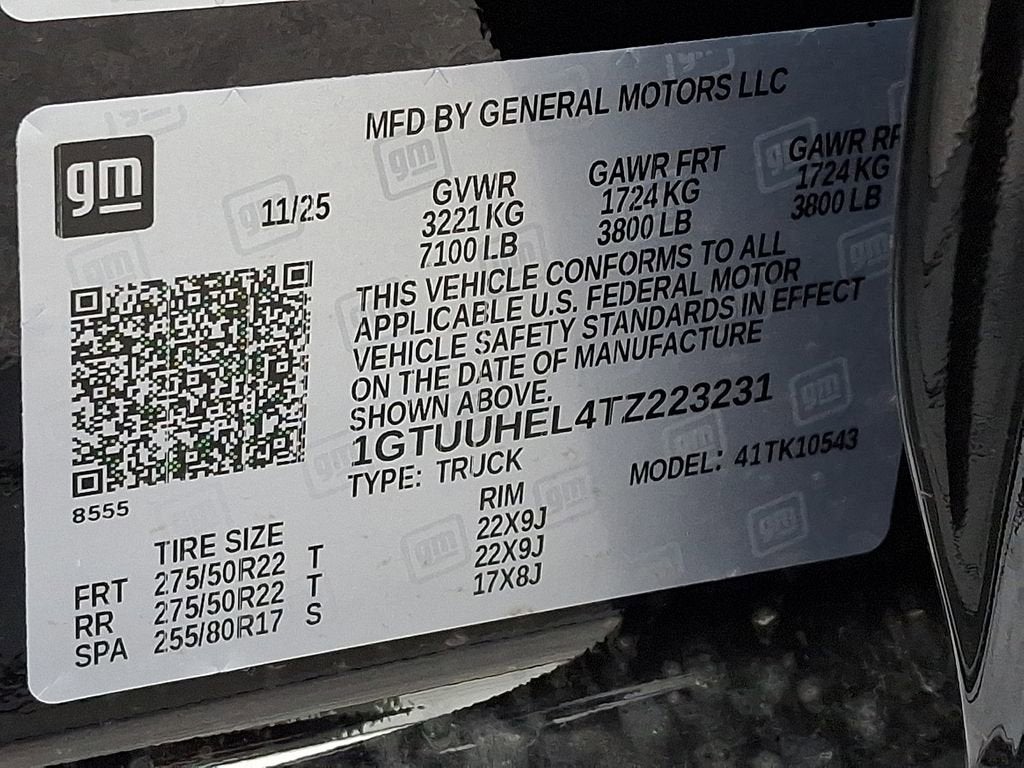 MFD BY GENERAL MOTORS LLC
gm
11/25
GVWR GAWR FRT GAWR RR
3221 KG 1724 KG 1724 KG
7100 LB 3800 LB 3800 LB
THIS VEHICLE CONFORMS TO ALL
APPLICABLE U.S. FEDERAL MOTOR
VEHICLE SAFETY STANDARDS IN EFFECT
ON THE DATE OF MANUFACTURE
SHOWN ABOVE.
1GTUUHEL4TZ223231
TYPE: TRUCK MODEL: 41TK10543
8555
TIRE SIZE RIM
FRT 275/50R22 T 22X9J
RR 275/50R22 T 22X9J
SPA 255/80R17 S 17X8J